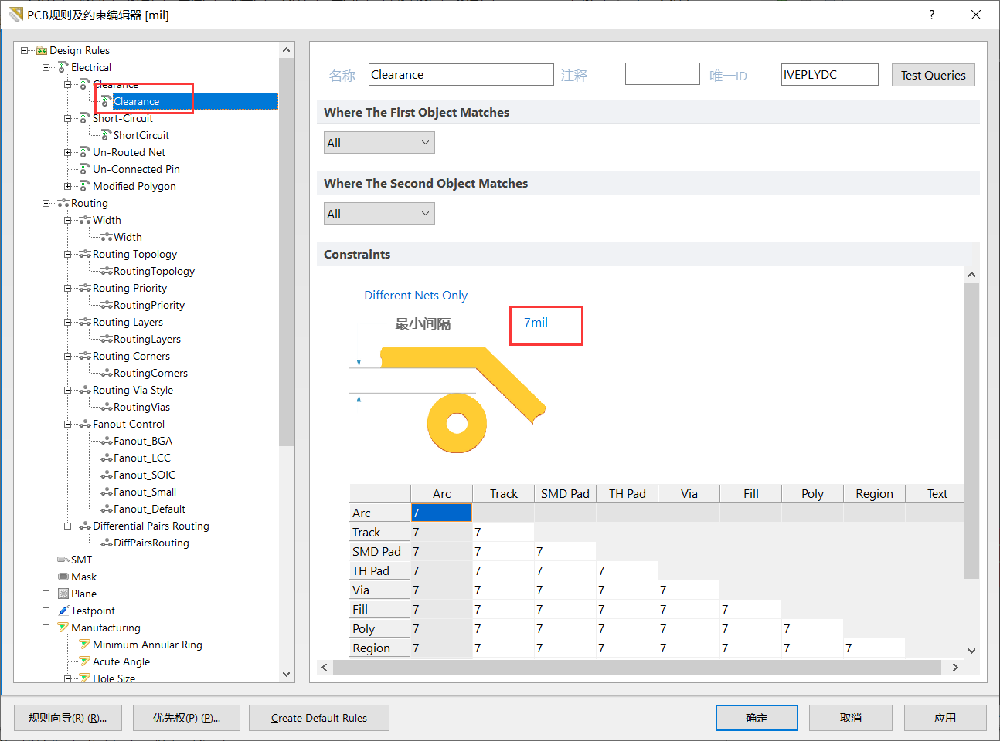 PCB规则及约束编辑器 [mil]
?
Design Rules
Electrical
Clearance
Clearance
Short-Circuit
ShortCircuit
Un-Routed Net
Un-Connected Pin
Modified Polygon
Routing
Width
Width
Routing Topology
RoutingTopology
Routing Priority
RoutingPriority
Routing Layers
RoutingLayers
Routing Corners
RoutingCorners
Routing Via Style
RoutingVias
Fanout Control
Fanout_BGA
Fanout_LCC
Fanout_SOIC
Fanout_Small
Fanout_Default
Differential Pairs Routing
DiffPairsRouting
SMT
Mask
Plane
Testpoint
Manufacturing
Minimum Annular Ring
Acute Angle
Hole Size
名称 Clearance 注释 唯一ID IVEPLYDC Test Queries
Where The First Object Matches
All
Where The Second Object Matches
All
Constraints
Different Nets Only
最小间隔 7mil
Arc Track SMD Pad TH Pad Via Fill Poly Region Text
Arc 7
Track 7 7
SMD Pad 7 7 7
TH Pad 7 7 7 7
Via 7 7 7 7 7
Fill 7 7 7 7 7 7
Poly 7 7 7 7 7 7 7
Region 7 7 7 7 7 7 7 7
规则向导(R) (R)... 优先权(P) (P)... Create Default Rules 确定 取消 应用